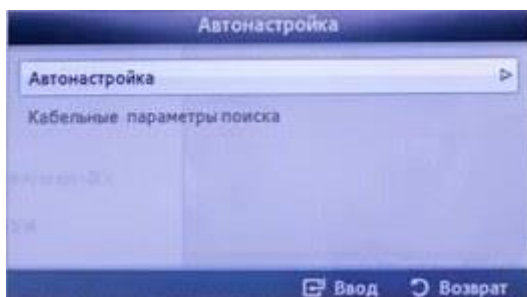 Автонастройка
Автонастройка
Кабельные параметры поиска
Ввод Возврат